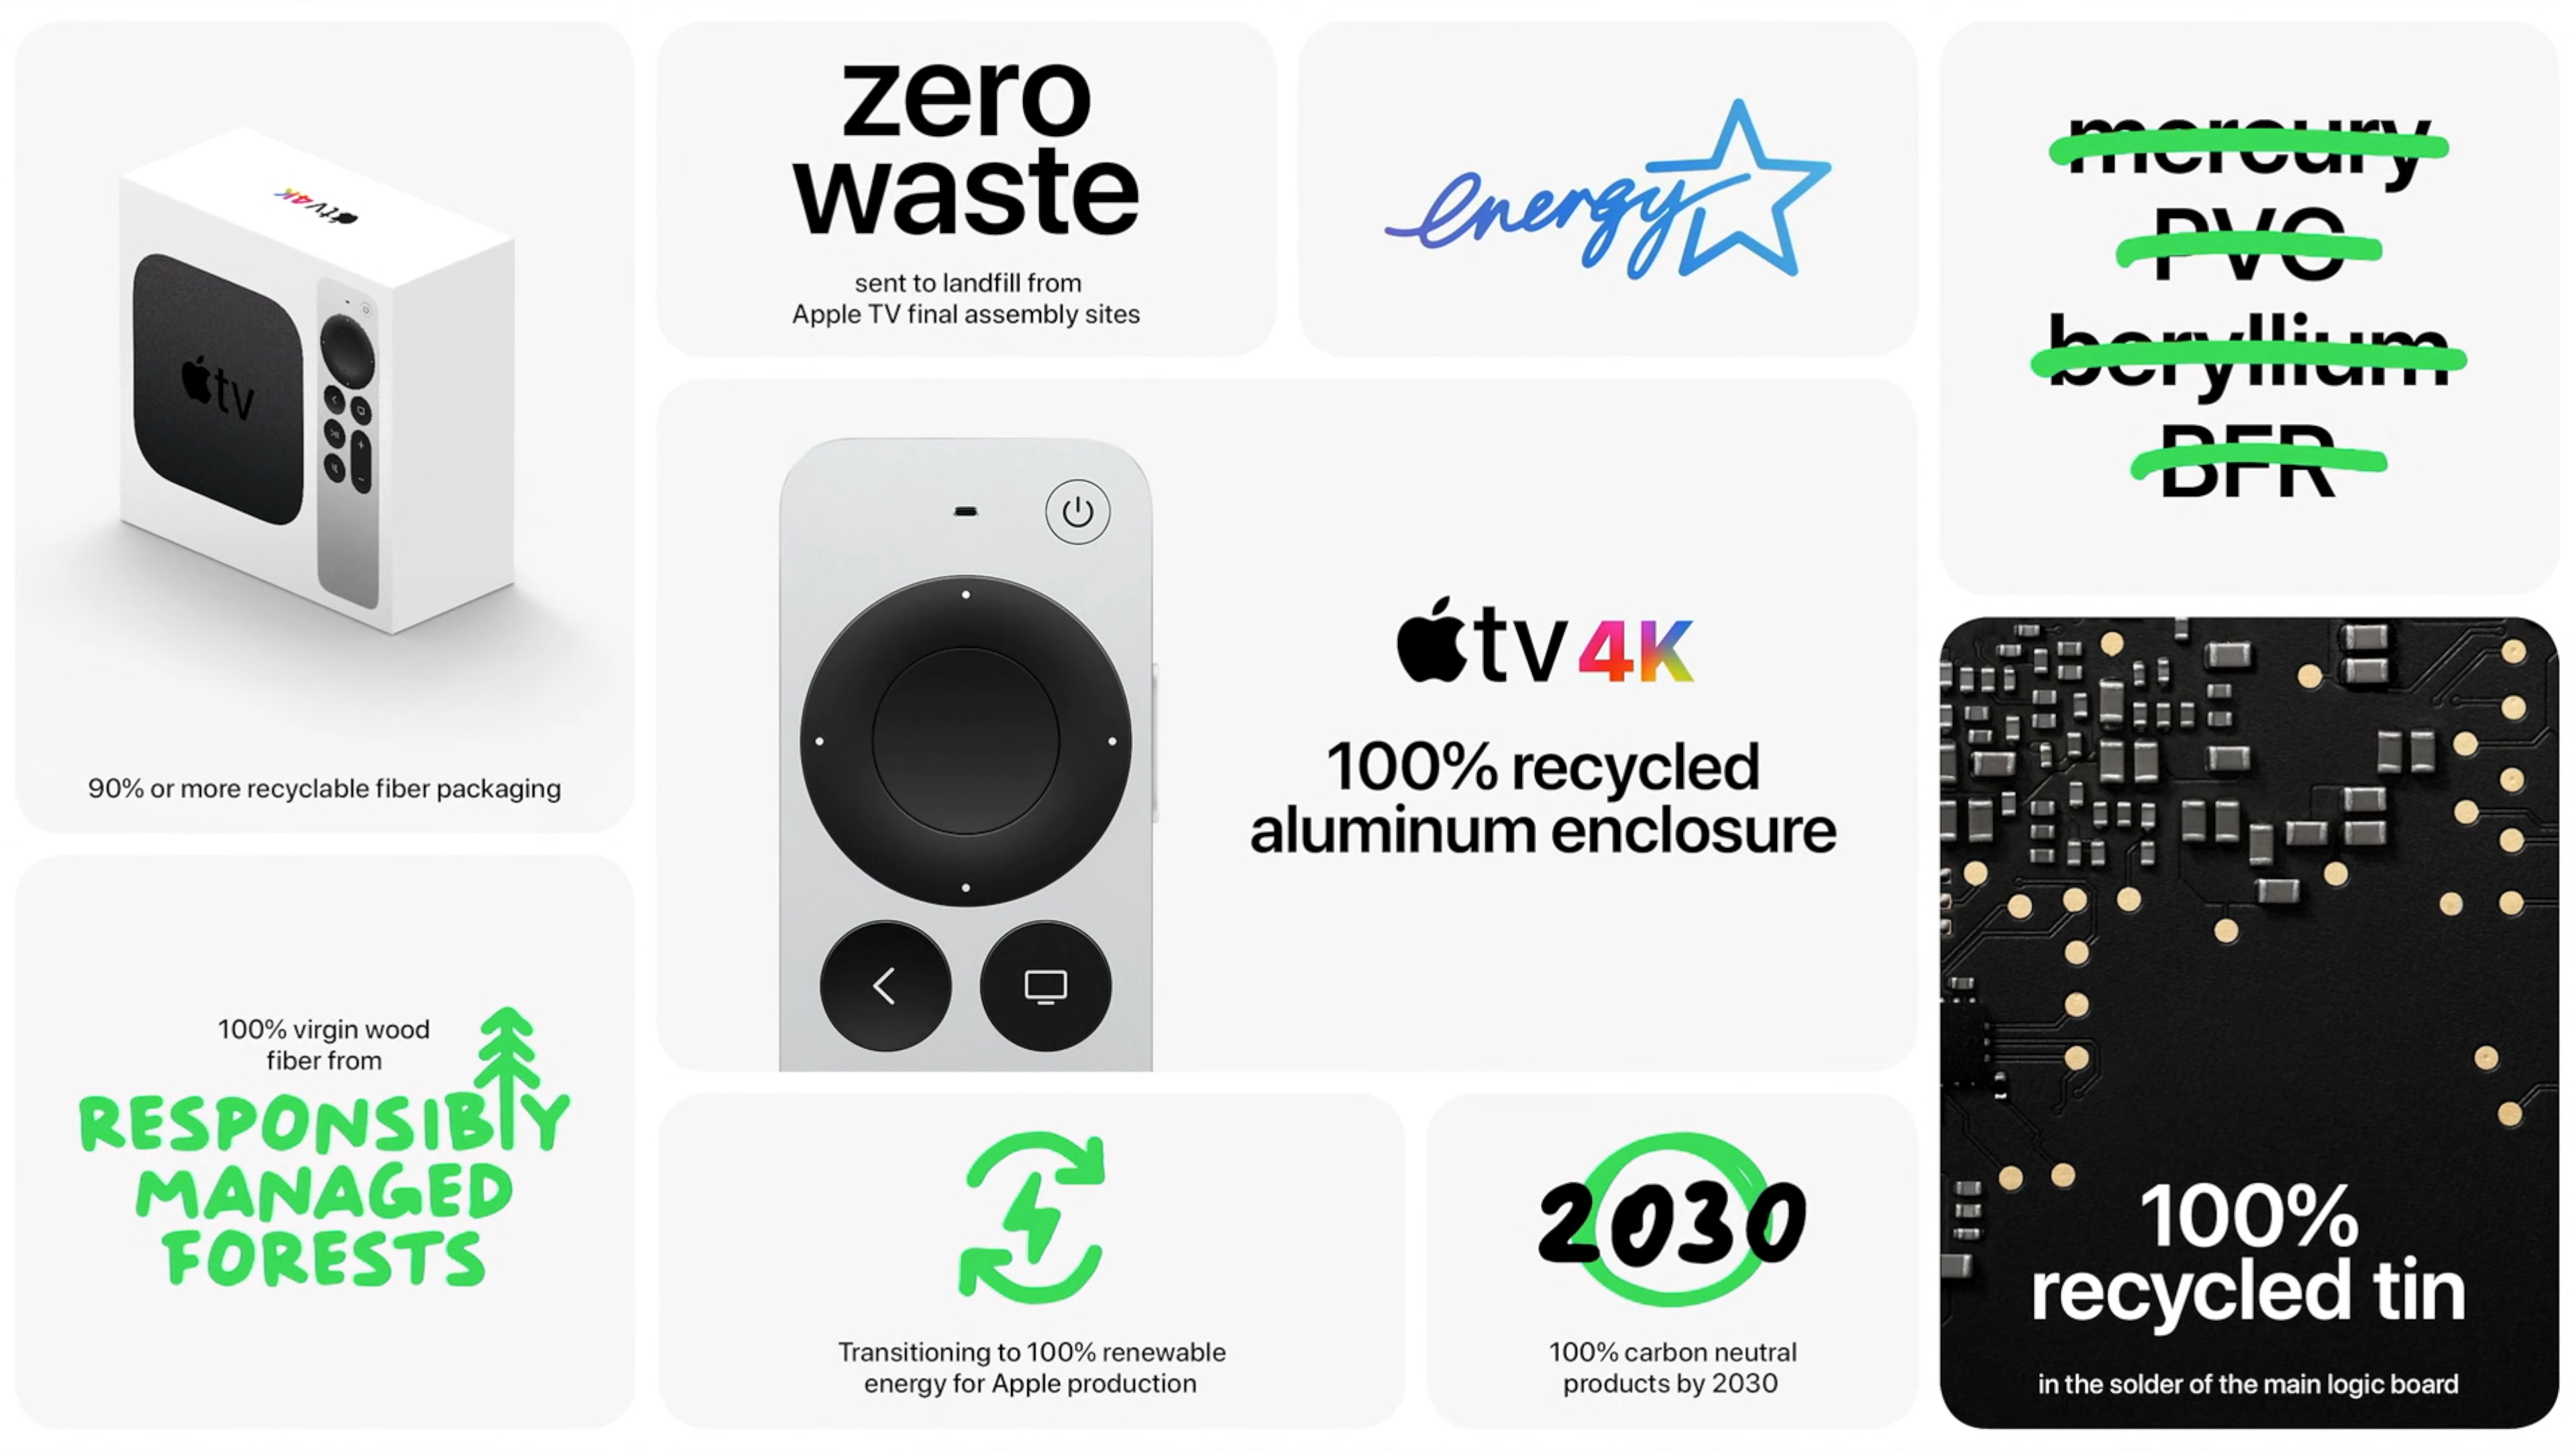 tv4K
tv
90% or more recyclable fiber packaging
100% virgin wood
fiber from
RESPONSIBLY
MANAGED
FORESTS
zero
waste
sent to landfill from
Apple TV final assembly sites
energy
tv 4K
100% recycled
aluminum enclosure
Transitioning to 100% renewable
energy for Apple production
2030
100% carbon neutral
products by 2030
mercury
PVC
beryllium
BFR
100%
recycled tin
in the solder of the main logic board